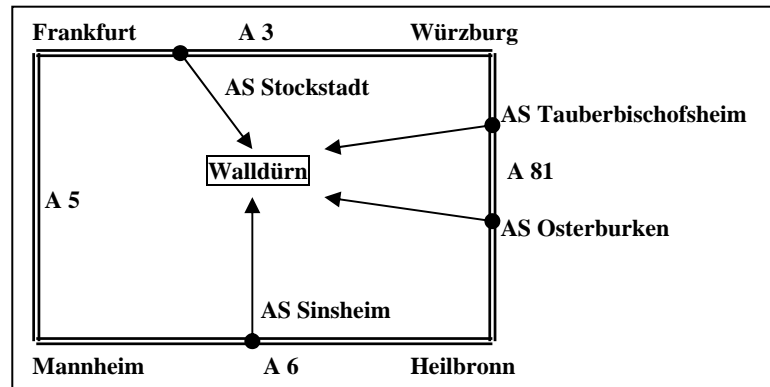 Frankfurt A 3 Würzburg
AS Stockstadt
AS Tauberbischofsheim
Walldürn
A 81
A 5
AS Osterburken
AS Sinsheim
Mannheim A 6 Heilbronn